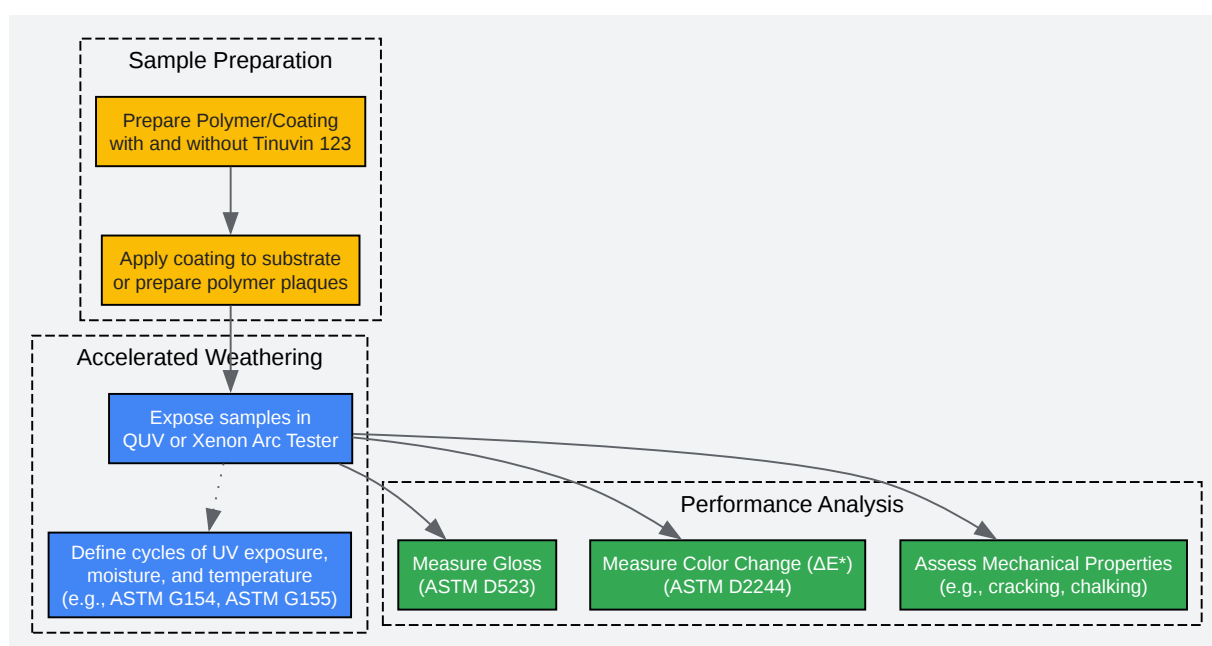 Sample Preparation
Prepare Polymer/Coating
with and without Tinuvin 123
Apply coating to substrate
or prepare polymer plaques
Accelerated Weathering
Expose samples in
QUV or Xenon Arc Tester
Define cycles of UV exposure,
moisture, and temperature
(e.g., ASTM G154, ASTM G155)
Performance Analysis
Measure Gloss
(ASTM D523)
Measure Color Change (ΔE*)
(ASTM D2244)
Assess Mechanical Properties
(e.g., cracking, chalking)